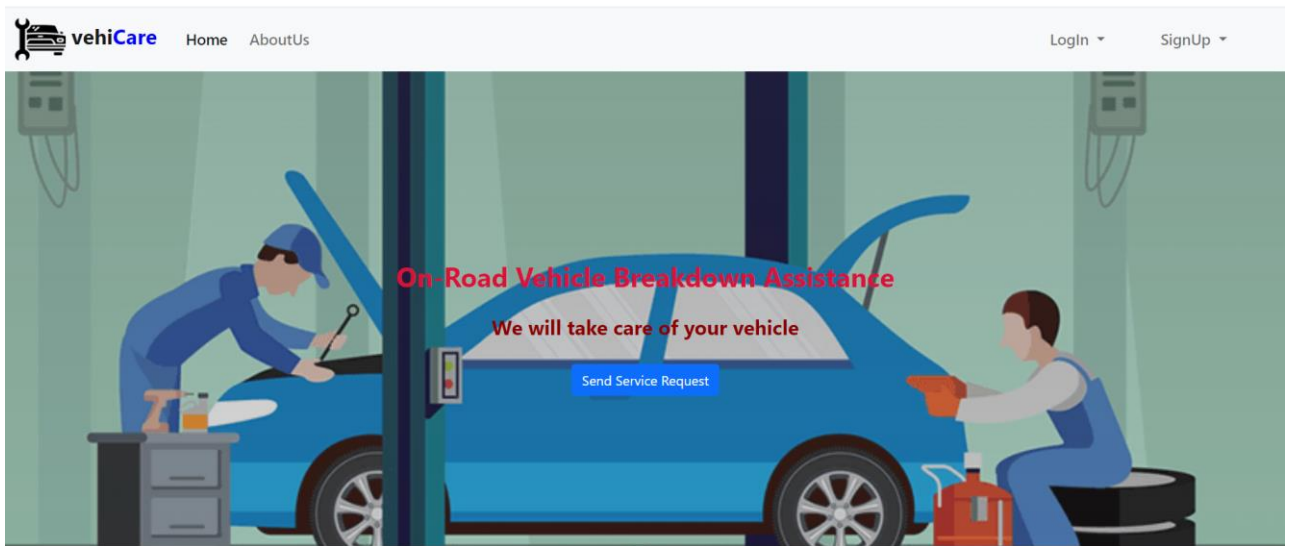 vehiCare Home AboutUs LogIn SignUp
On-Road Vehicle Breakdown Assistance
We will take care of your vehicle
Send Service Request